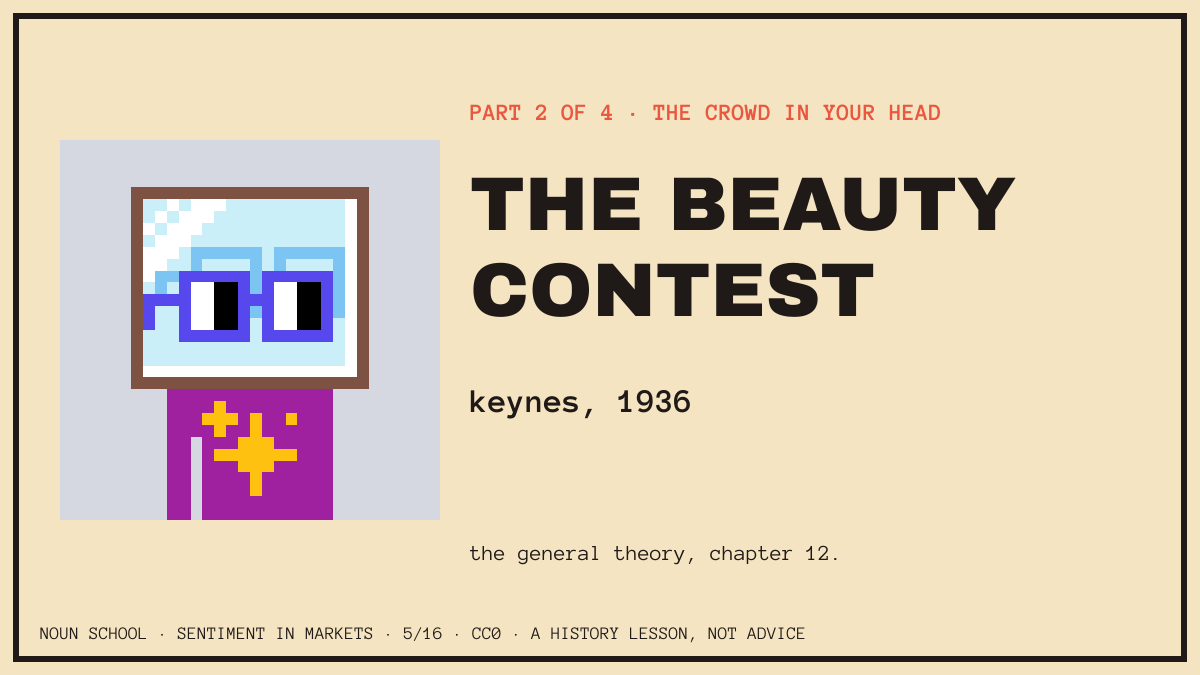 PART 2 OF 4 · THE CROWD IN YOUR HEAD
THE BEAUTY
CONTEST
keynes, 1936
the general theory, chapter 12.
NOUN SCHOOL · SENTIMENT IN MARKETS · 5/16 · CC0 · A HISTORY LESSON, NOT ADVICE